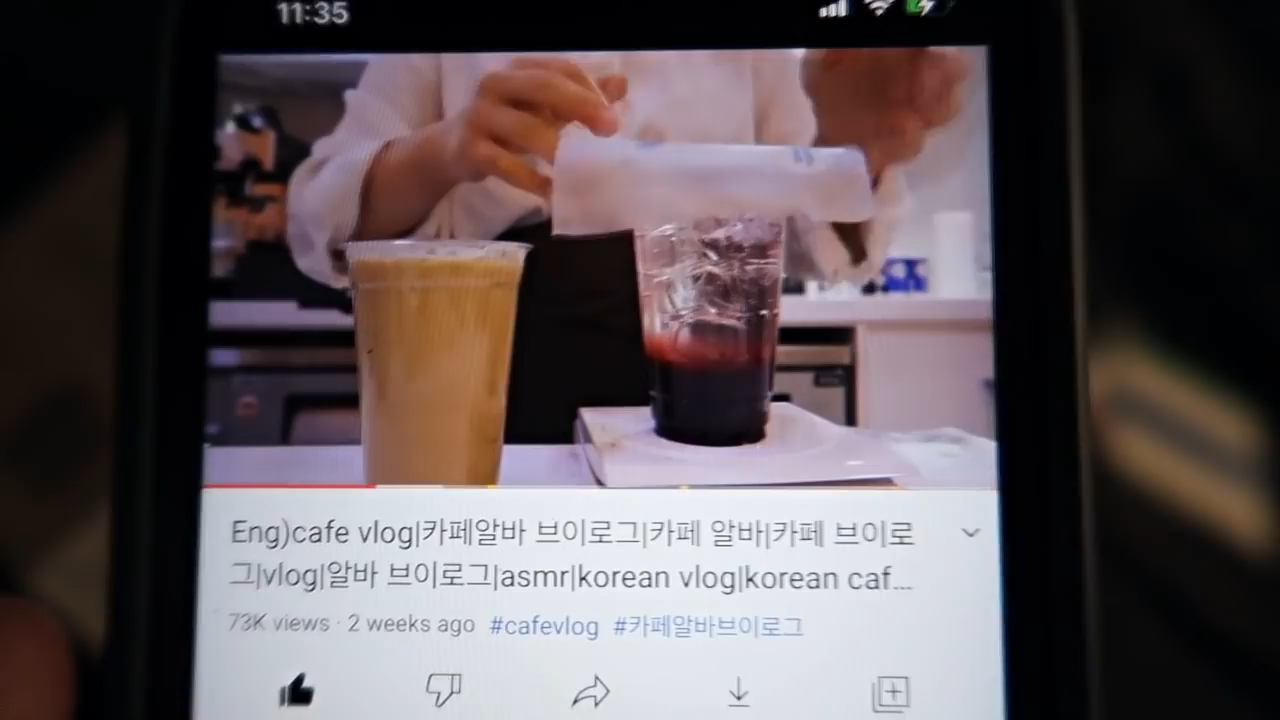 11:35
Eng)cafe vlog|카페알바 브이로그|카페 알바|카페 브이로
그|vlog|알바 브이로그|asmr|korean vlog|korean caf...
73K views · 2 weeks ago #cafevlog #카페알바브이로그